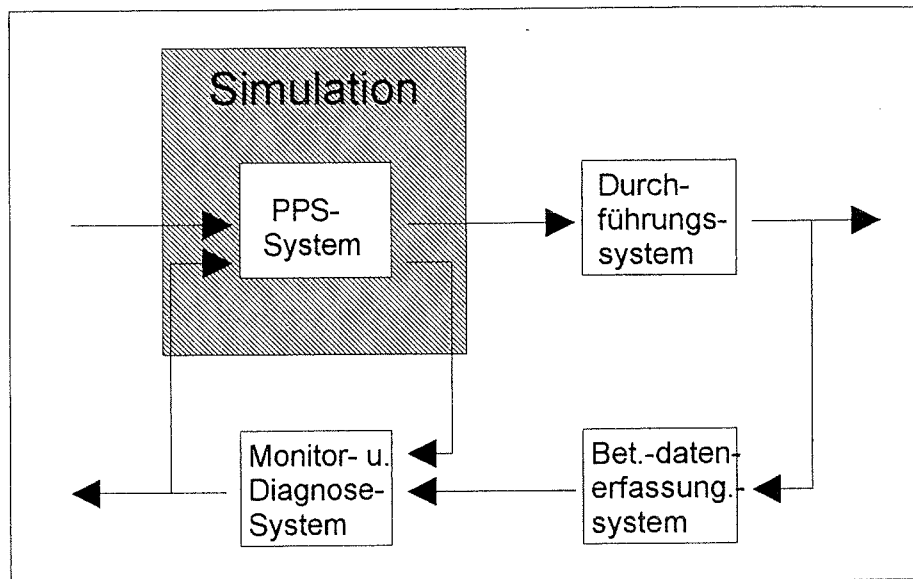 Simulation
PPS-
System
Durch-
führungs-
system
Monitor- u.
Diagnose-
System
Bet.-daten-
erfassung.-
system